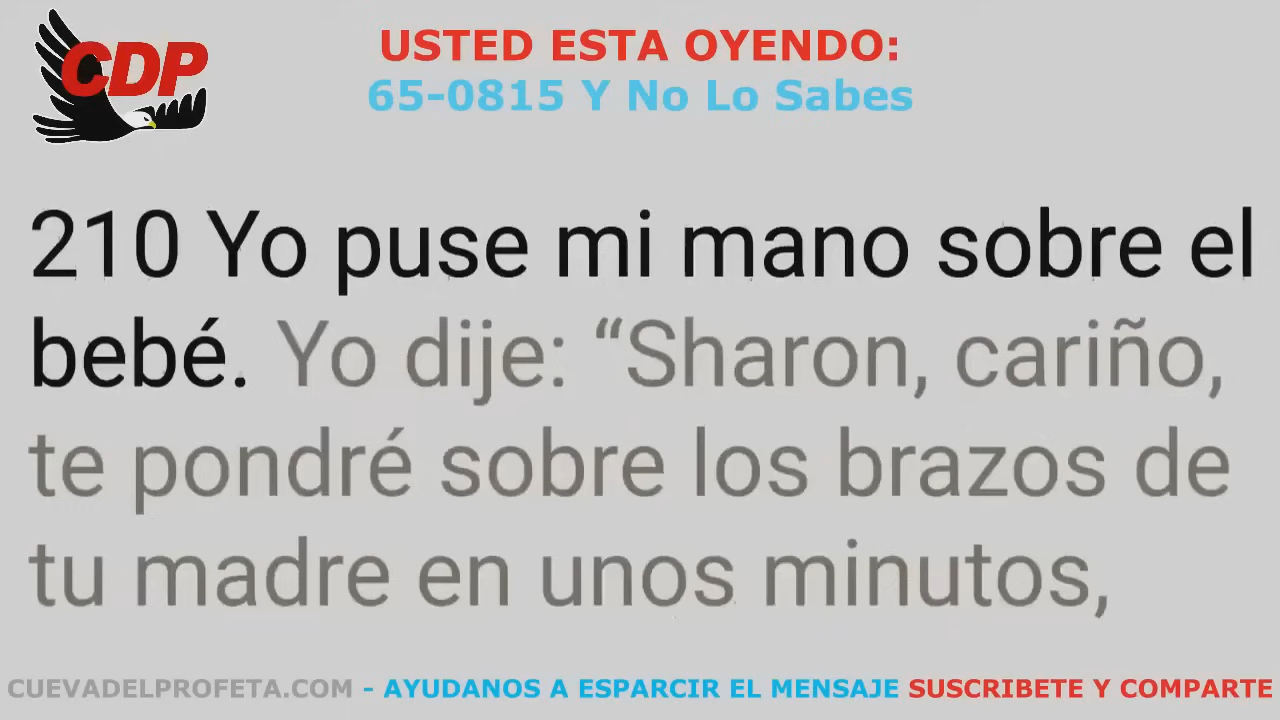 CDP
USTED ESTA OYENDO:
65-0815 Y No Lo Sabes
210 Yo puse mi mano sobre el
bebé. Yo dije: “Sharon, cariño,
te pondré sobre los brazos de
tu madre en unos minutos,
CUEVADELPROFETA.COM - AYUDANOS A ESPARCIR EL MENSAJE SUSCRIBETE Y COMPARTE